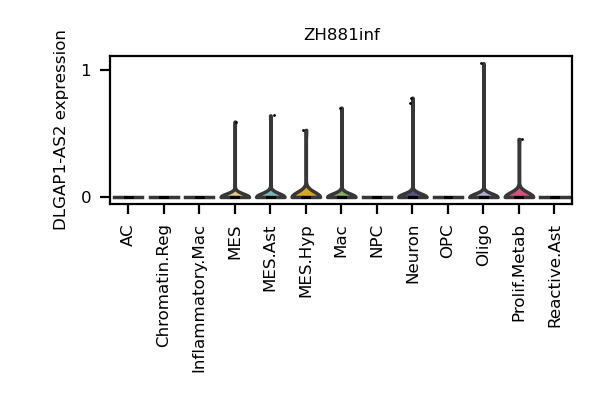 ZH881inf
DLGAP1-AS2 expression
1
0
AC
Chromatin.Reg
Inflammatory.Mac
MES
MES.Ast
MES.Hyp
Mac
NPC
Neuron
OPC
Oligo
Prolif.Metab
Reactive.Ast